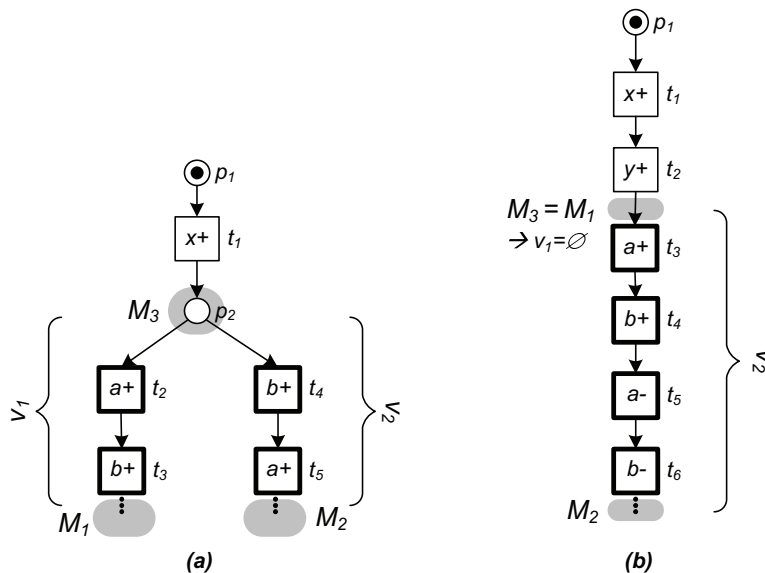 p1
x+ t1
M3 p2
v1
a+ t2
b+ t4
v2
b+ t3
a+ t5
M1
M2
(a)
p1
x+ t1
y+ t2
M3 = M1
→ v1=∅
a+ t3
b+ t4
v2
a- t5
b- t6
M2
(b)